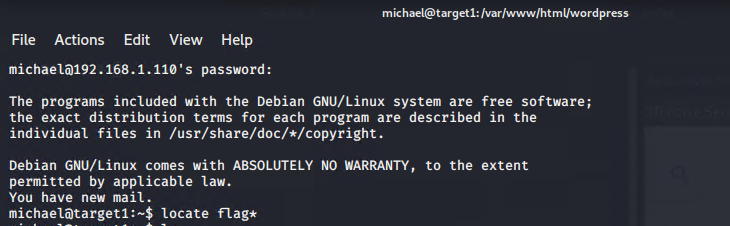 michael@target1:/var/www/html/wordpress
File Actions Edit View Help
michael@192.168.1.110's password:
The programs included with the Debian GNU/Linux system are free software;
the exact distribution terms for each program are described in the
individual files in /usr/share/doc/*/copyright.
Debian GNU/Linux comes with ABSOLUTELY NO WARRANTY, to the extent
permitted by applicable law.
You have new mail.
michael@target1:~$ locate flag*